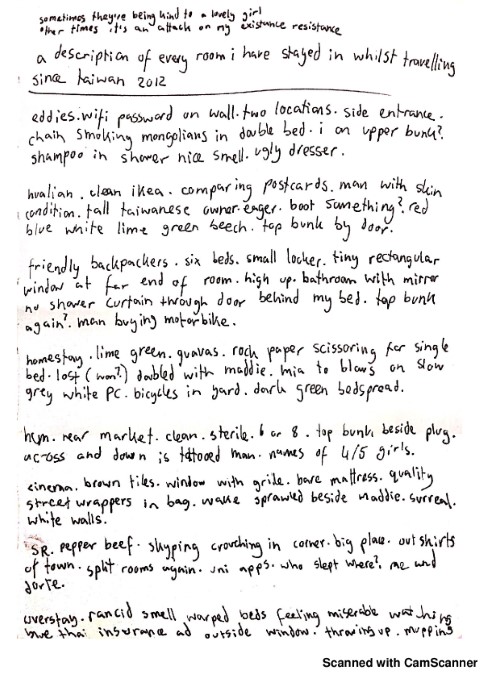 sometimes they're being kind to a lovely girl
other times it's an attack on my existance resistance
a description of every room i have stayed in whilst travelling
since taiwan 2012
eddies. wifi password on wall. two locations. side entrance.
chain smoking mongolians in double bed. i on upper bunk?
shampoo in shower nice smell. ugly dresser.
hualian. clean ikea. comparing postcards. man with skin
condition. tall taiwanese owner. eager. boot something? red
blue white lime green beech. top bunk by door.
friendly backpackers. six beds. small locker. tiny rectangular
window at far end of room. high up. bathroom with mirror
no shower curtain through door behind my bed. top bunk
again? man buying motorbike.
homestay. lime green. guavas. rock paper scissoring for single
bed. lost (won?) doubled with maddie. mia to blaws on slow
grey white PC. bicycles in yard. dark green bedspread.
hcm. near market. clean. sterile. 6 or 8. top bunk beside plug.
across and down is tattooed man. names of 4/5 girls.
cinema. brown tiles. window with grile. bare mattress. quality
street wrappers in bag. wake sprawled beside maddie. surreal.
white walls.
SR. pepper beef. skyping crouching in corner. big place. outskirts
of town. split rooms again. uni apps. who slept where? me and
overstay. rancid smell warped beds feeling miserable watching
thai insurance ad outside window. throwing up. mopping
Scanned with CamScanner